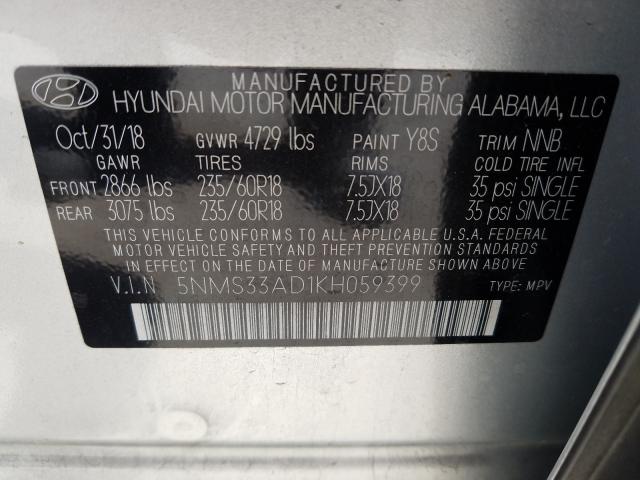 MANUFACTURED BY
HYUNDAI MOTOR MANUFACTURING ALABAMA, LLC
Oct/31/18 GVWR 4729 lbs PAINT Y8S TRIM NNB
GAWR TIRES RIMS COLD TIRE INFL
FRONT 2866 lbs 235/60R18 7.5JX18 35 psi SINGLE
REAR 3075 lbs 235/60R18 7.5JX18 35 psi SINGLE
THIS VEHICLE CONFORMS TO ALL APPLICABLE U.S.A. FEDERAL
MOTOR VEHICLE SAFETY AND THEFT PREVENTION STANDARDS
IN EFFECT ON THE DATE OF MANUFACTURE SHOWN ABOVE.
V.I.N 5NMS33AD1KH059399 TYPE: MPV